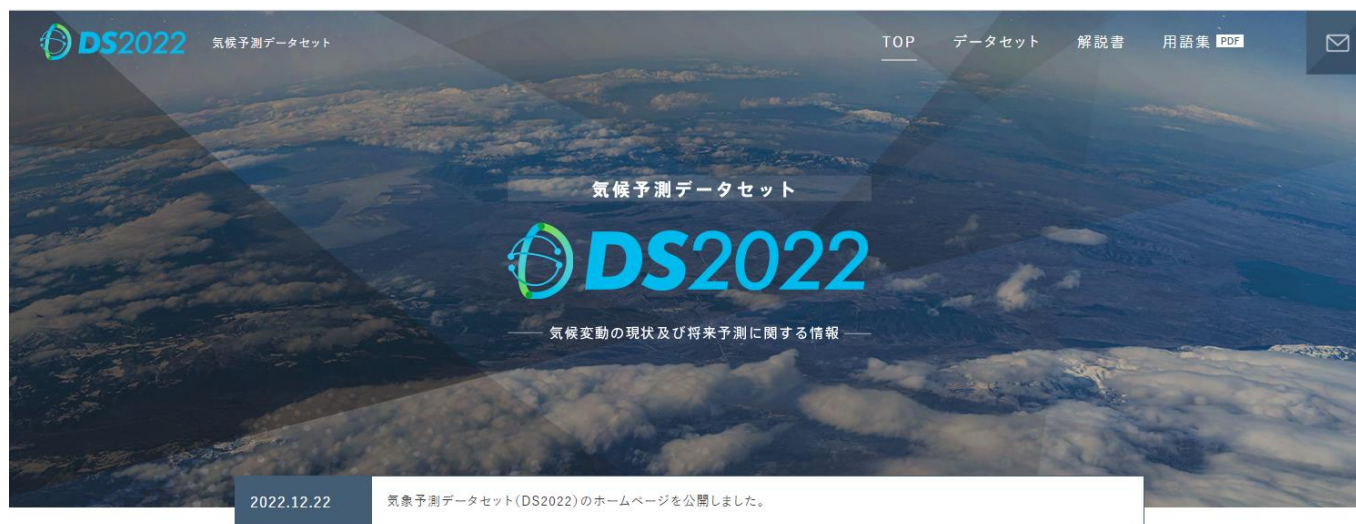 DS2022 気候予測データセット
TOP データセット 解説書 用語集 PDF
気候予測データセット
DS2022
気候変動の現状及び将来予測に関する情報
2022.12.22 気象予測データセット(DS2022)のホームページを公開しました。